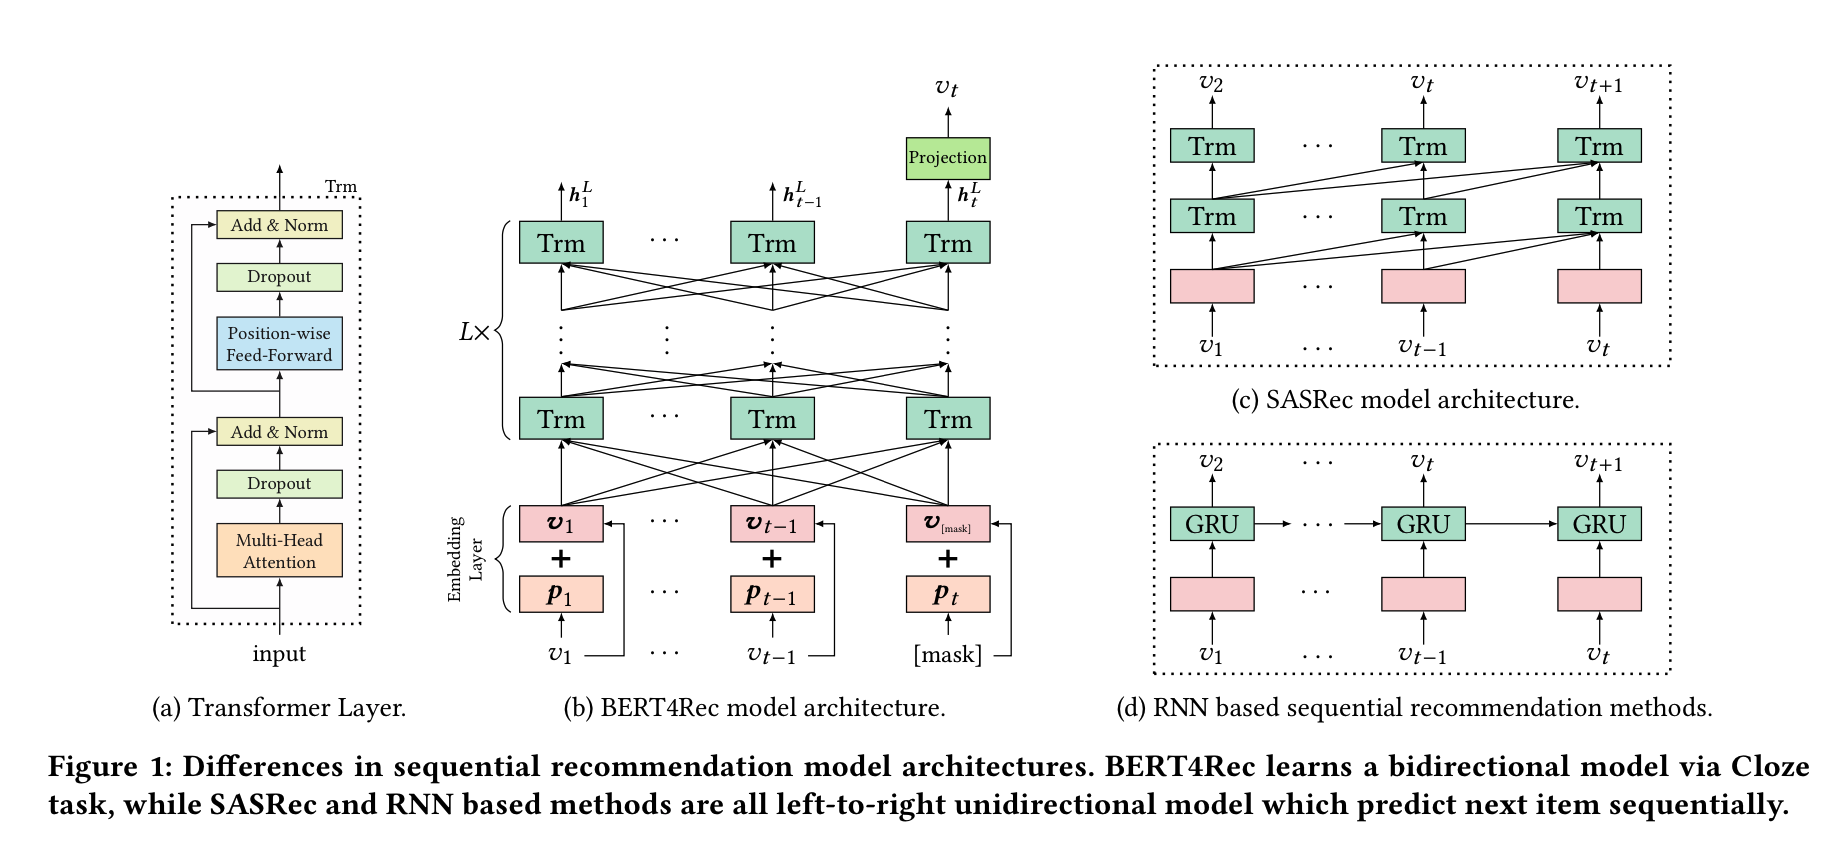 Trm
Add & Norm
Dropout
Position-wise
Feed-Forward
Add & Norm
Dropout
Multi-Head
Attention
input
(a) Transformer Layer.
v_t
Projection
h_1^L h_{t−1}^L h_t^L
Trm ··· Trm Trm
L×
Trm ··· Trm Trm
Embedding
Layer
v_1 ··· v_{t−1} v_{[mask]}
+ + +
p_1 ··· p_{t−1} p_t
v_1 ··· v_{t−1} [mask]
(b) BERT4Rec model architecture.
v_2 v_t v_{t+1}
Trm ··· Trm Trm
Trm ··· Trm Trm
···
v_1 ··· v_{t−1} v_t
(c) SASRec model architecture.
v_2 ··· v_t v_{t+1}
GRU ··· GRU GRU
···
v_1 ··· v_{t−1} v_t
(d) RNN based sequential recommendation methods.
Figure 1: Differences in sequential recommendation model architectures. BERT4Rec learns a bidirectional model via Cloze
task, while SASRec and RNN based methods are all left-to-right unidirectional model which predict next item sequentially.